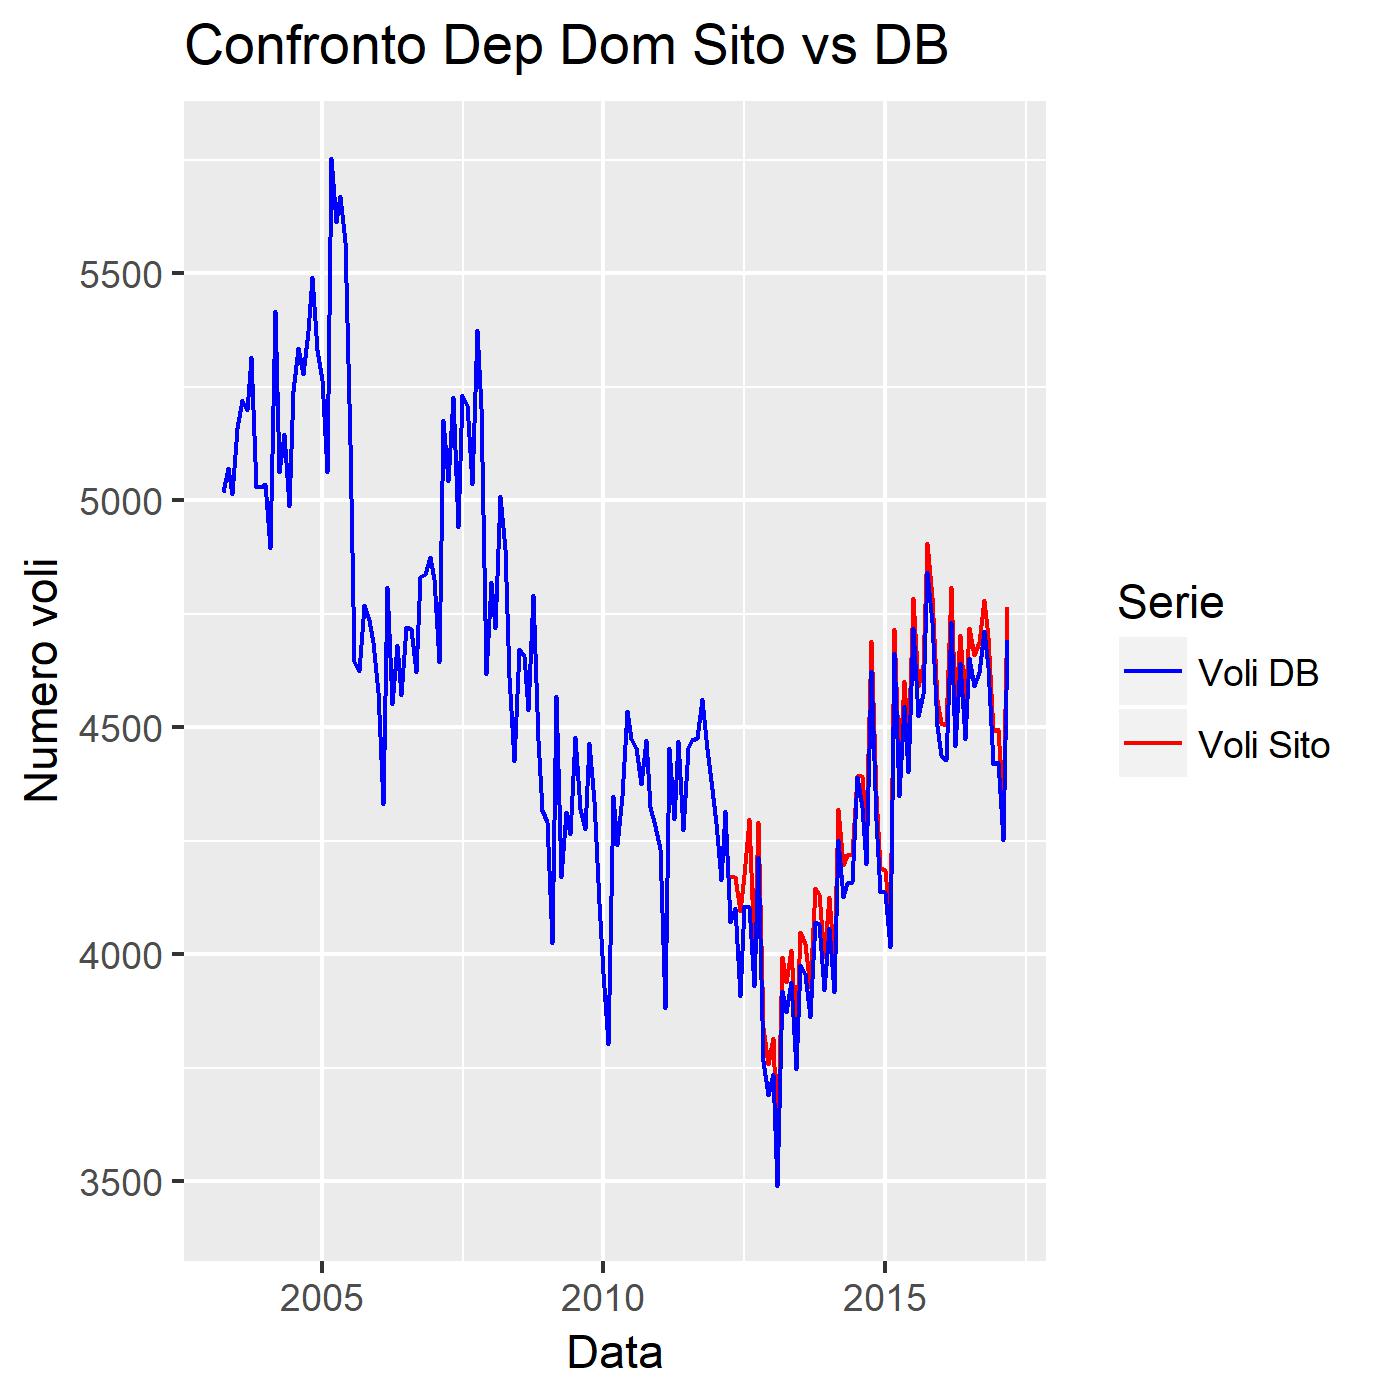 Confronto Dep Dom Sito vs DB
Numero voli
5500
5000
4500
4000
3500
2005
2010
2015
Data
Serie
Voli DB
Voli Sito